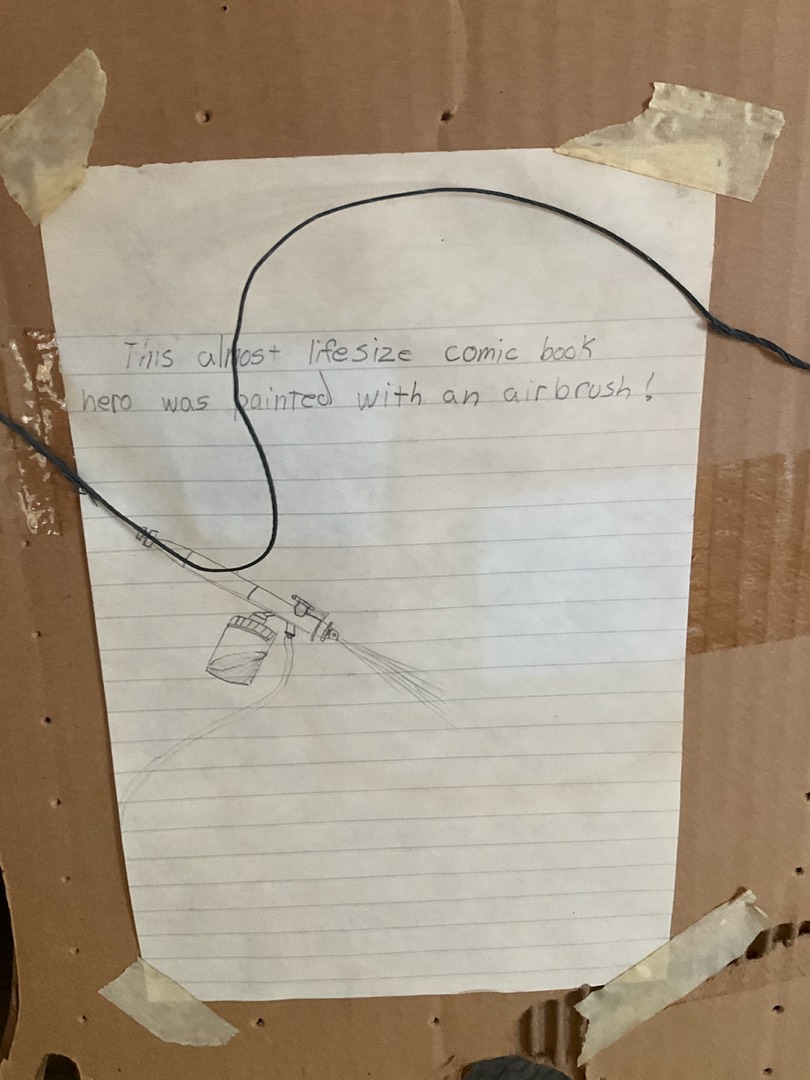 This almost lifesize comic book
hero was painted with an airbrush!